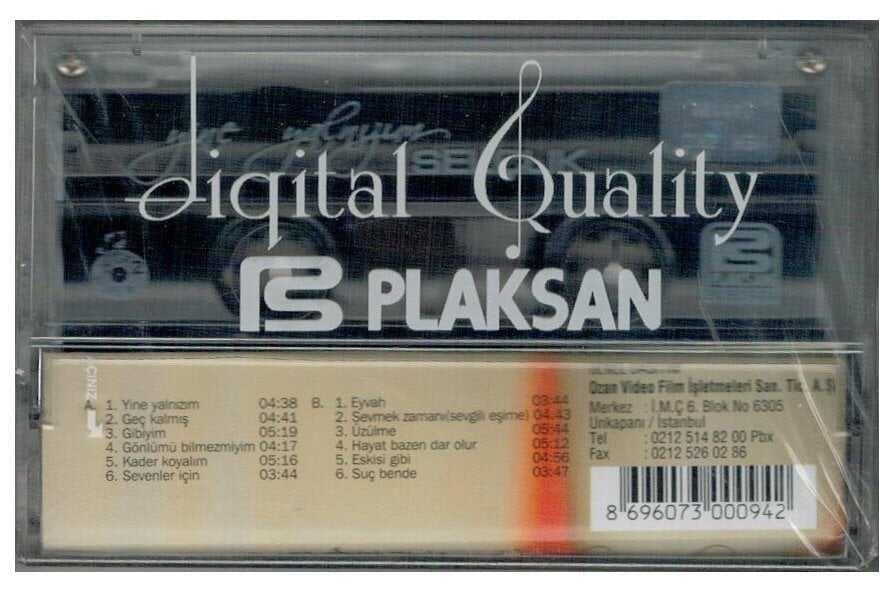 yine yalnızım
Digital Quality
PLAKSAN
AÇINIZ
A. 1. Yine yalnızım 04:38
2. Geç kalmış 04:41
3. Gibiyim 05:19
4. Gönlümü bilmezmiyim 04:17
5. Kader koyalım 05:16
6. Sevenler için 03:44
B. 1. Eyvah 03:44
2. Sevmek zamanı(sevgili eşime) 04:43
3. Üzülme 05:44
4. Hayat bazen dar olur 05:12
5. Eskisi gibi 04:56
6. Suç bende 03:47
Ozan Video Film İşletmeleri San. Tic. A.Ş
Merkez : İ.M.Ç 6. Blok No 6305
Unkapanı / İstanbul
Tel : 0212 514 82 00 Pbx
Fax : 0212 526 02 86
8 696073 000942